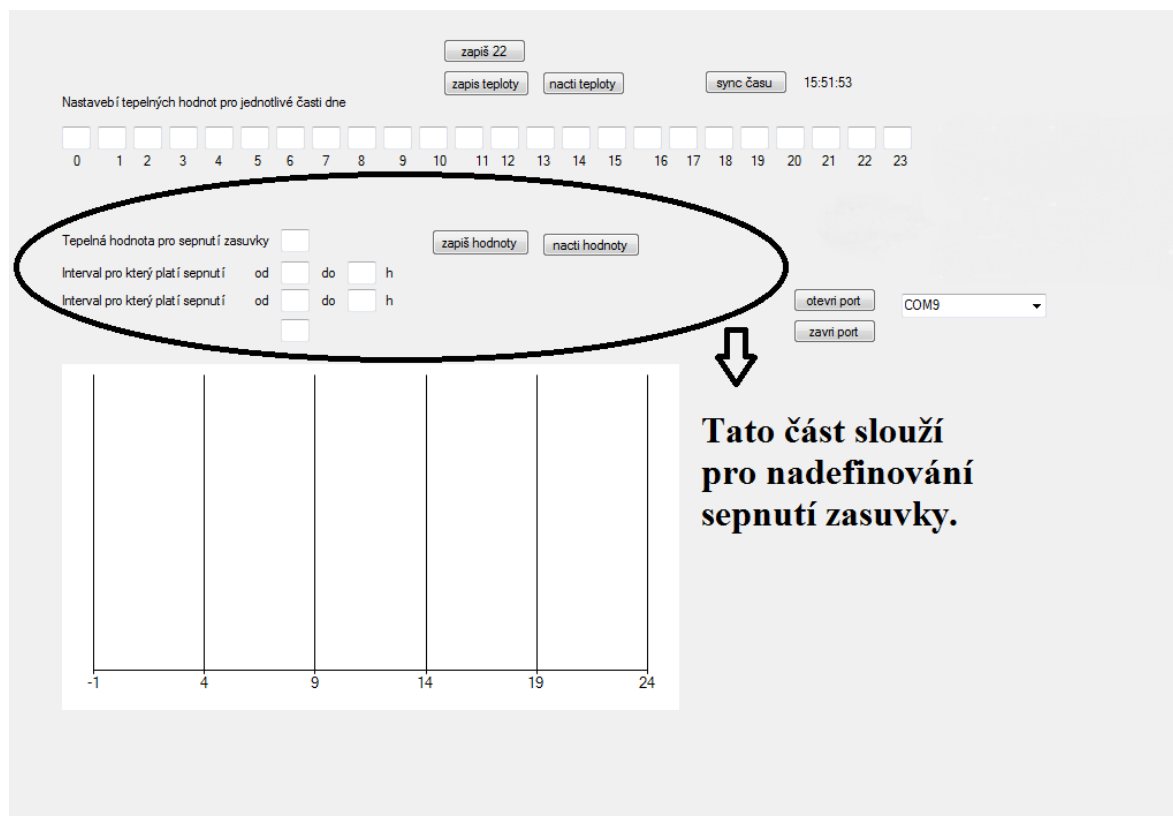 zapiš 22
zapis teploty nacti teploty sync času 15:51:53
Nastavebí tepelných hodnot pro jednotlivé časti dne
0 1 2 3 4 5 6 7 8 9 10 11 12 13 14 15 16 17 18 19 20 21 22 23
Tepelná hodnota pro sepnutí zasuvky zapiš hodnoty nacti hodnoty
Interval pro který platí sepnutí od do h
Interval pro který platí sepnutí od do h
otevri port COM9
zavri port
Tato část slouží
pro nadefinování
sepnutí zasuvky.
-1 4 9 14 19 24